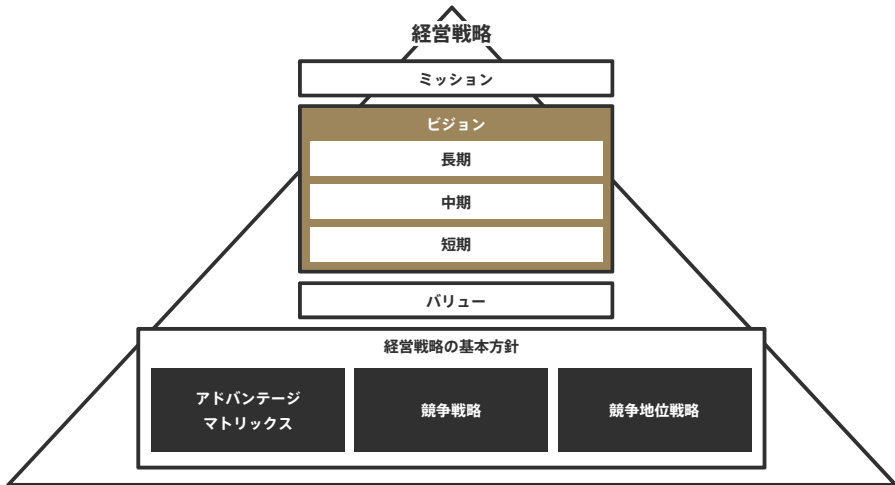 経営戦略
ミッション
ビジョン
長期
中期
短期
バリュー
経営戦略の基本方針
アドバンテージ
マトリックス
競争戦略
競争地位戦略